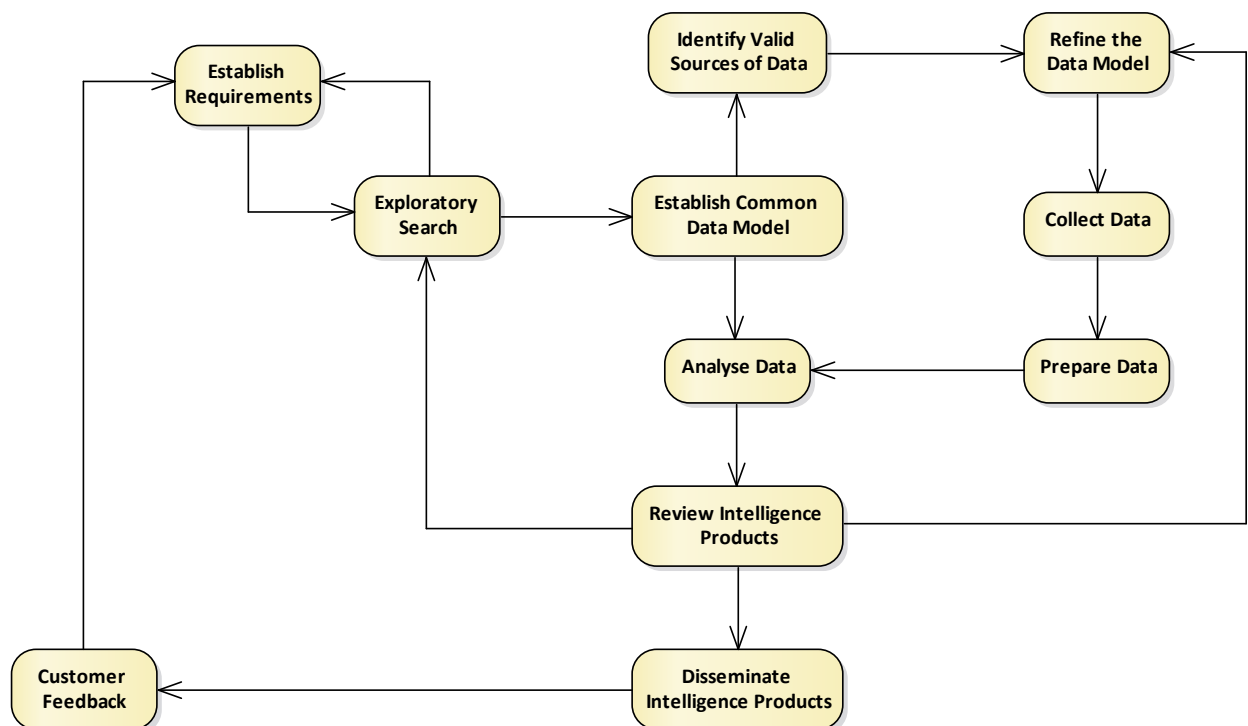 Identify Valid
Sources of Data
Refine the
Data Model
Establish
Requirements
Exploratory
Search
Establish Common
Data Model
Collect Data
Analyse Data
Prepare Data
Review Intelligence
Products
Customer
Feedback
Disseminate
Intelligence Products